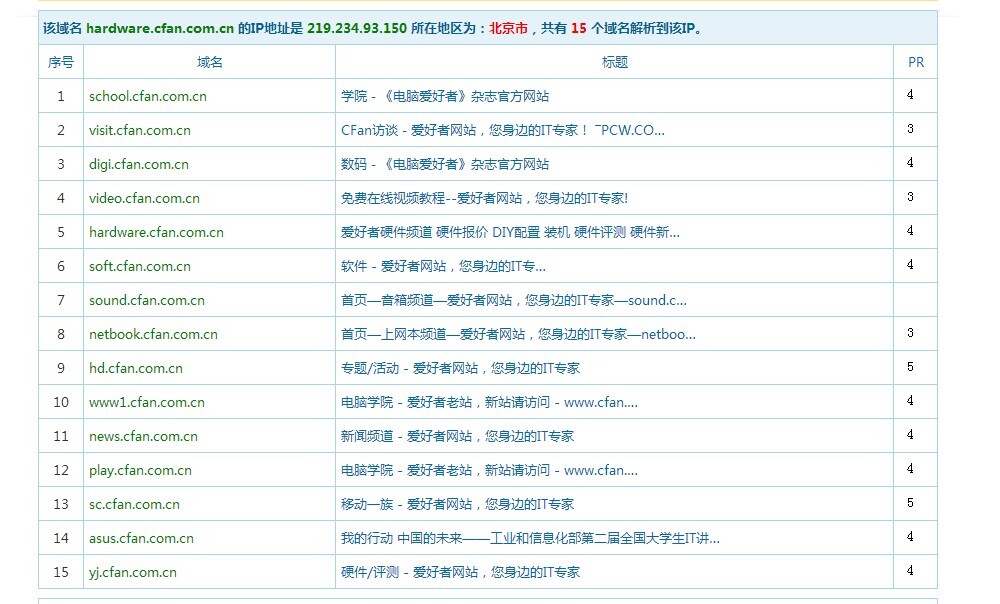 该域名 hardware.cfan.com.cn 的IP地址是 219.234.93.150 所在地区为：北京市，共有 15 个域名解析到该IP。
序号 域名 标题 PR
1 school.cfan.com.cn 学院 - 《电脑爱好者》杂志官方网站 4
2 visit.cfan.com.cn CFan访谈 - 爱好者网站，您身边的IT专家！ ¯PCW.CO... 3
3 digi.cfan.com.cn 数码 - 《电脑爱好者》杂志官方网站 4
4 video.cfan.com.cn 免费在线视频教程--爱好者网站，您身边的IT专家! 3
5 hardware.cfan.com.cn 爱好者硬件频道 硬件报价 DIY配置 装机 硬件评测 硬件新... 4
6 soft.cfan.com.cn 软件 - 爱好者网站，您身边的IT专... 4
7 sound.cfan.com.cn 首页—音箱频道—爱好者网站，您身边的IT专家—sound.c...
8 netbook.cfan.com.cn 首页—上网本频道—爱好者网站，您身边的IT专家—netboo... 3
9 hd.cfan.com.cn 专题/活动 - 爱好者网站，您身边的IT专家 5
10 www1.cfan.com.cn 电脑学院 - 爱好者老站，新站请访问 - www.cfan.... 4
11 news.cfan.com.cn 新闻频道 - 爱好者网站，您身边的IT专家 4
12 play.cfan.com.cn 电脑学院 - 爱好者老站，新站请访问 - www.cfan.... 4
13 sc.cfan.com.cn 移动一族 - 爱好者网站，您身边的IT专家 5
14 asus.cfan.com.cn 我的行动 中国的未来——工业和信息化部第二届全国大学生IT讲... 4
15 yj.cfan.com.cn 硬件/评测 - 爱好者网站，您身边的IT专家 4